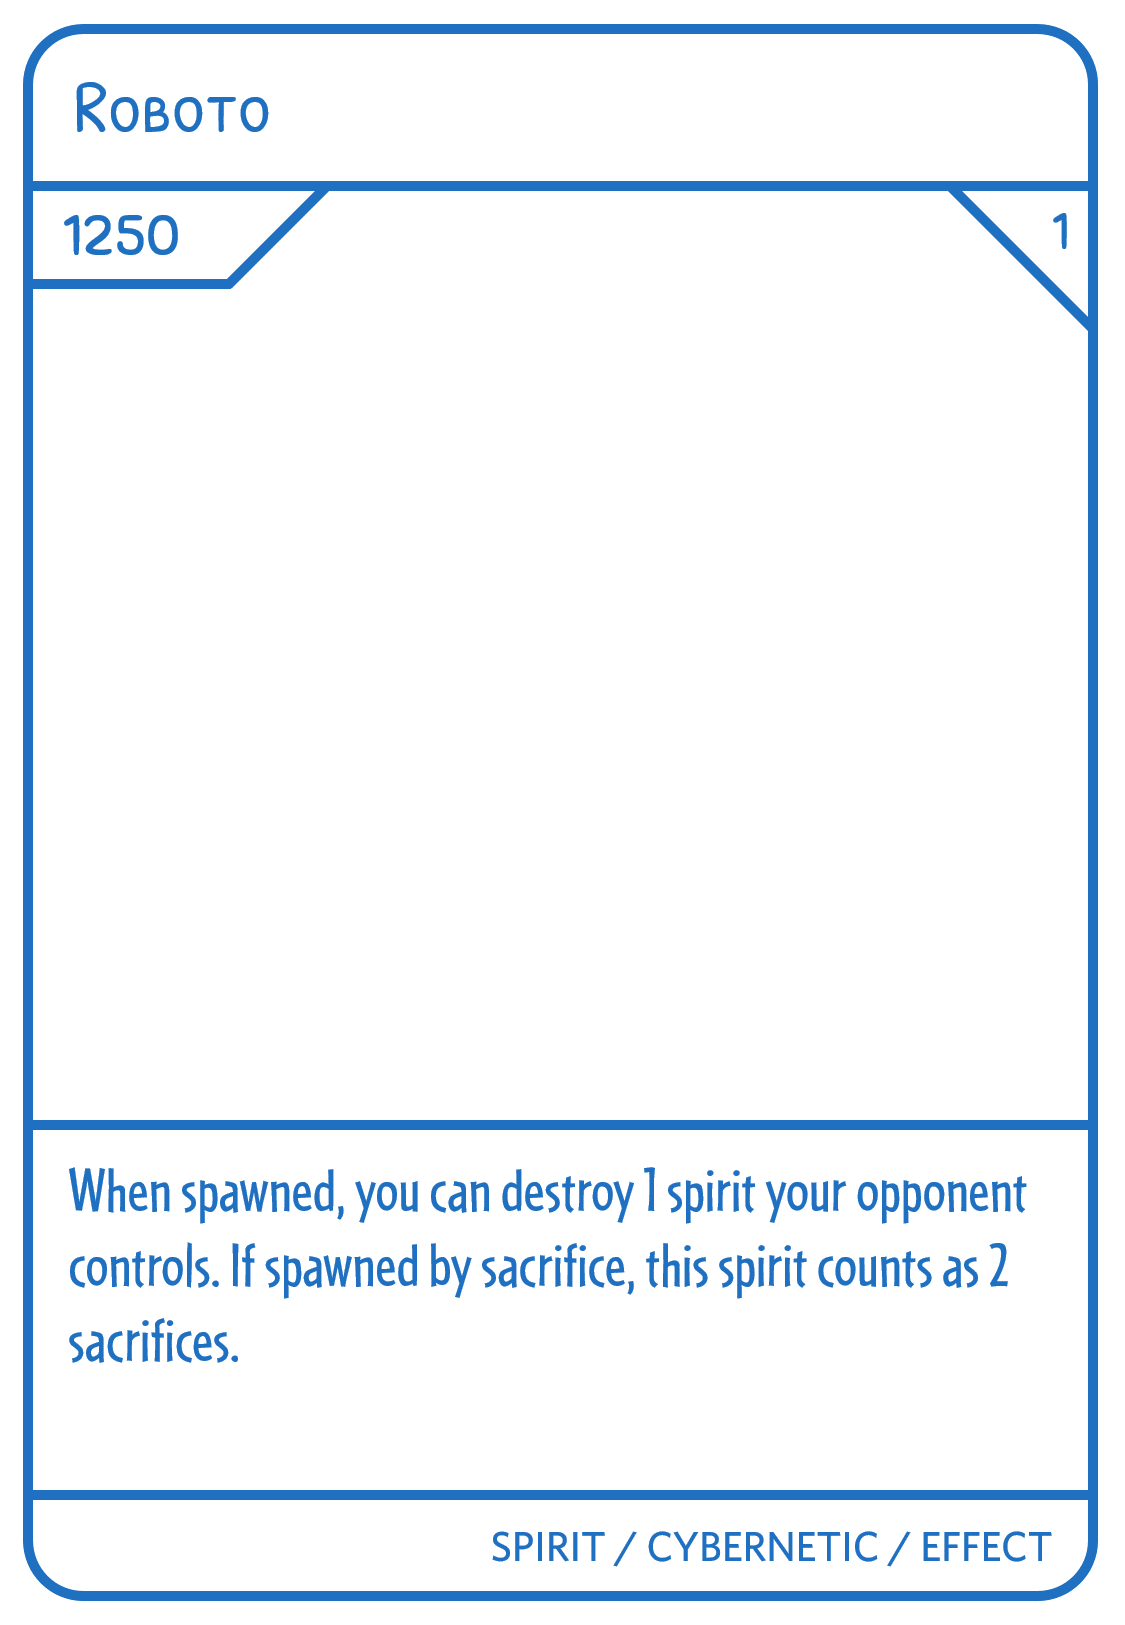 Roboto
1250
1
When spawned, you can destroy 1 spirit your opponent
controls. If spawned by sacrifice, this spirit counts as 2
sacrifices.
SPIRIT / CYBERNETIC / EFFECT